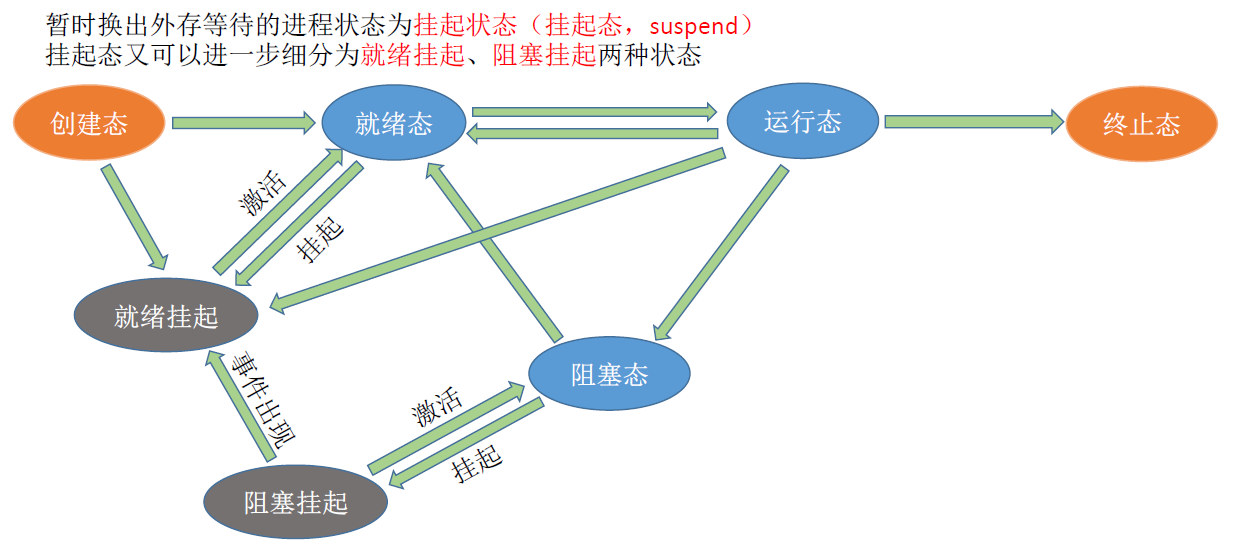 暂时换出外存等待的进程状态为挂起状态（挂起态，suspend）
挂起态又可以进一步细分为就绪挂起、阻塞挂起两种状态
创建态
就绪态
运行态
终止态
激活
挂起
就绪挂起
事件出现
阻塞态
激活
挂起
阻塞挂起